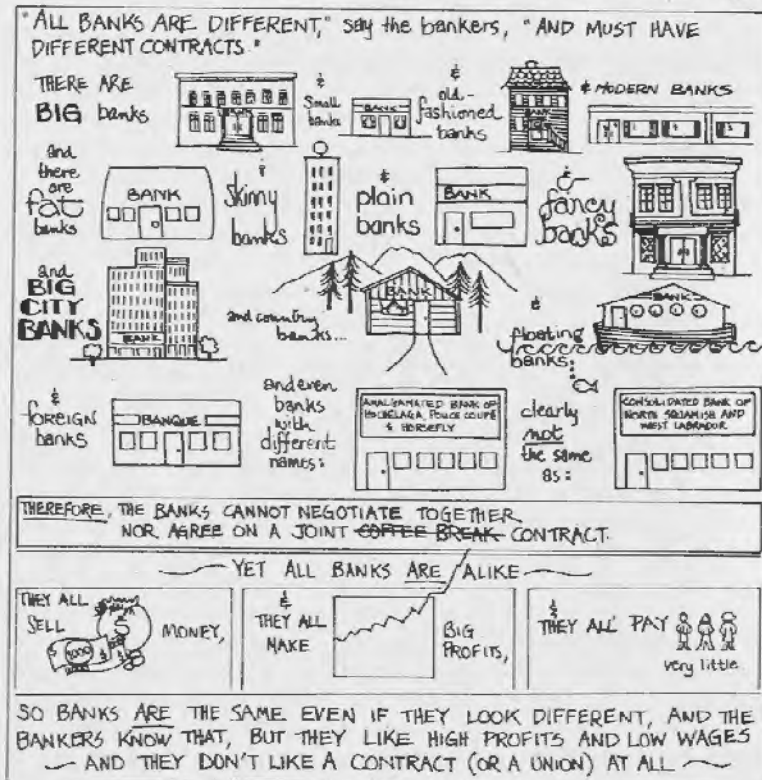 "ALL BANKS ARE DIFFERENT," say the bankers, "AND MUST HAVE
DIFFERENT CONTRACTS."
THERE ARE
BIG banks
&
small
banks
BANK
&
old-
fashioned
banks
BANK
& MODERN BANKS
and
there
are
fat
banks
BANK
&
skinny
banks
&
plain
banks
BANK
&
fancy
banks
and
BIG
CITY
BANKS
BANK
and country
banks...
BANK
&
floating
banks:
BANK
&
foreign
banks
BANQUE
and even
banks
with
different
names:
AMALGAMATED BANK OF
HOCHELAGA, POUCE COUPÉ
& HORSEFLY
clearly
not
the same
as:
CONSOLIDATED BANK OF
NORTH SQUAMISH AND
WEST LABRADOR
THEREFORE, THE BANKS CANNOT NEGOTIATE TOGETHER
NOR AGREE ON A JOINT COFFEE BREAK CONTRACT.
YET ALL BANKS ARE ALIKE
THEY ALL
SELL
$ 1000 $
MONEY,
&
THEY ALL
MAKE
BIG
PROFITS,
&
THEY ALL PAY
very little
SO BANKS ARE THE SAME EVEN IF THEY LOOK DIFFERENT, AND THE
BANKERS KNOW THAT, BUT THEY LIKE HIGH PROFITS AND LOW WAGES
AND THEY DON'T LIKE A CONTRACT (OR A UNION) AT ALL